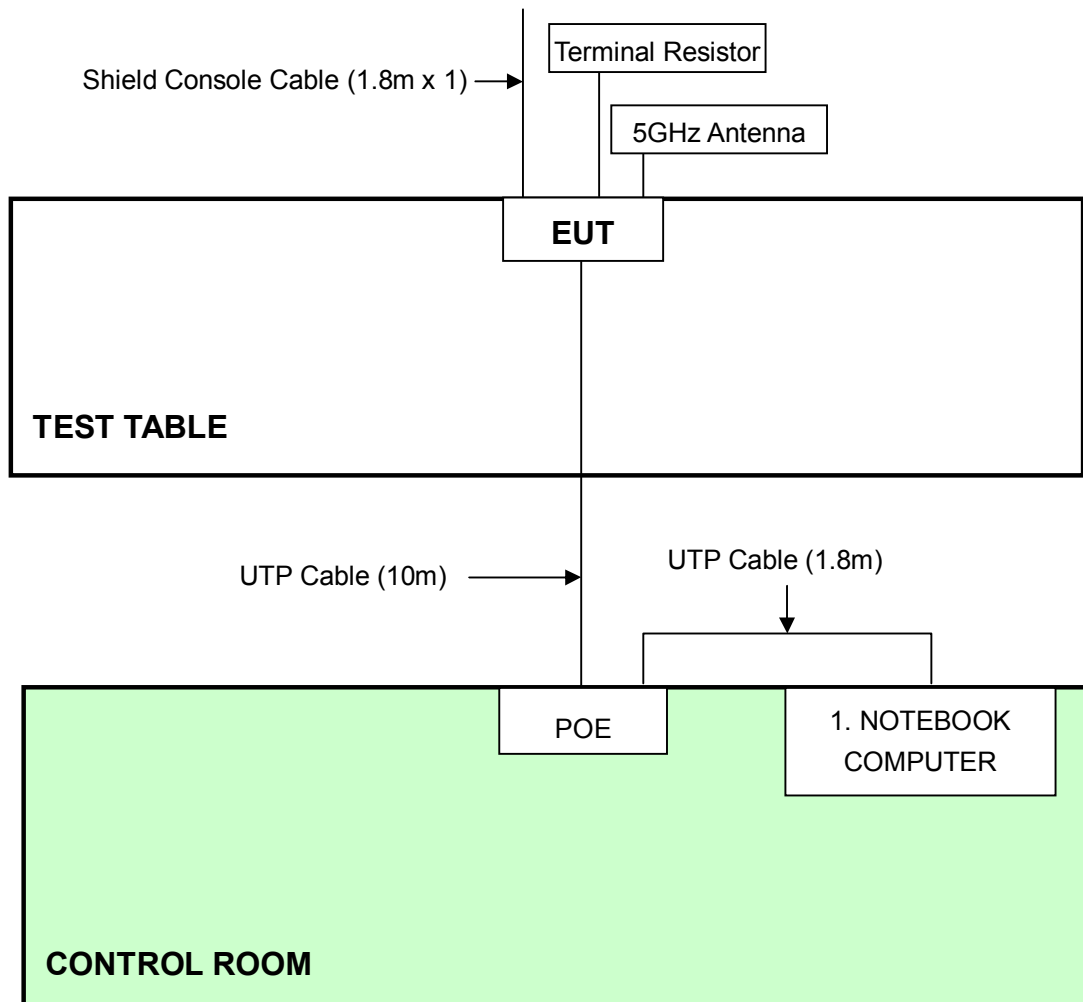 Terminal Resistor
Shield Console Cable (1.8m x 1)
5GHz Antenna
EUT
TEST TABLE
UTP Cable (1.8m)
UTP Cable (10m)
POE
1. NOTEBOOK
COMPUTER
CONTROL ROOM